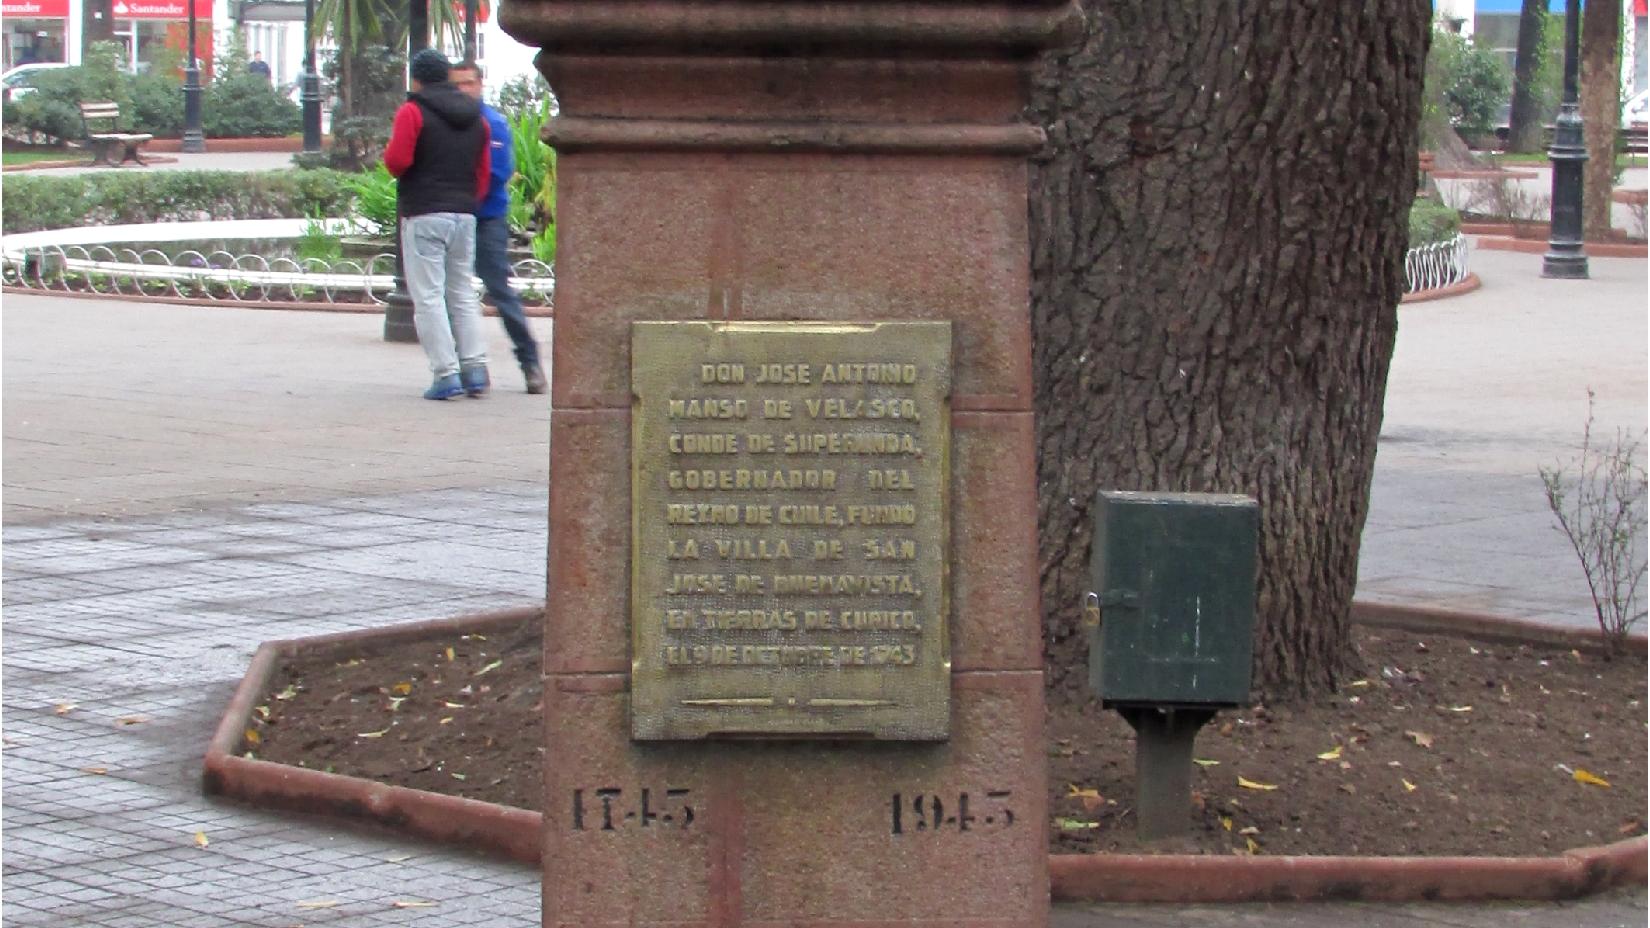 Santander
Santander
DON JOSE ANTONIO
MANSO DE VELASCO,
CONDE DE SUPERUNDA,
GOBERNADOR DEL
REINO DE CHILE, FUNDO
LA VILLA DE SAN
JOSE DE BUENAVISTA,
EN TIERRAS DE CURICO,
EL 9 DE OCTUBRE DE 1743
1743 1943